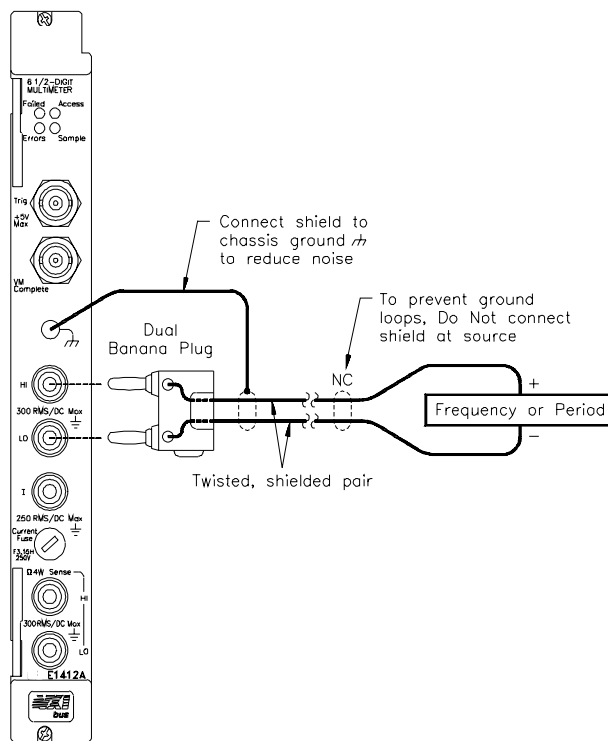 6 1/2-DIGIT
MULTIMETER
Failed Access
Errors Sample
Trig
+5V
Max
VM
Complete
Connect shield to
chassis ground
to reduce noise
To prevent ground
loops, Do Not connect
shield at source
Dual
Banana Plug
NC
HI
300 RMS/DC Max
LO
+
Frequency or Period
−
Twisted, shielded pair
I
250 RMS/DC Max
Current
Fuse
F3.15H
250V
Ω4W Sense
HI
300RMS/DC Max
LO
E1412A
VXI
bus